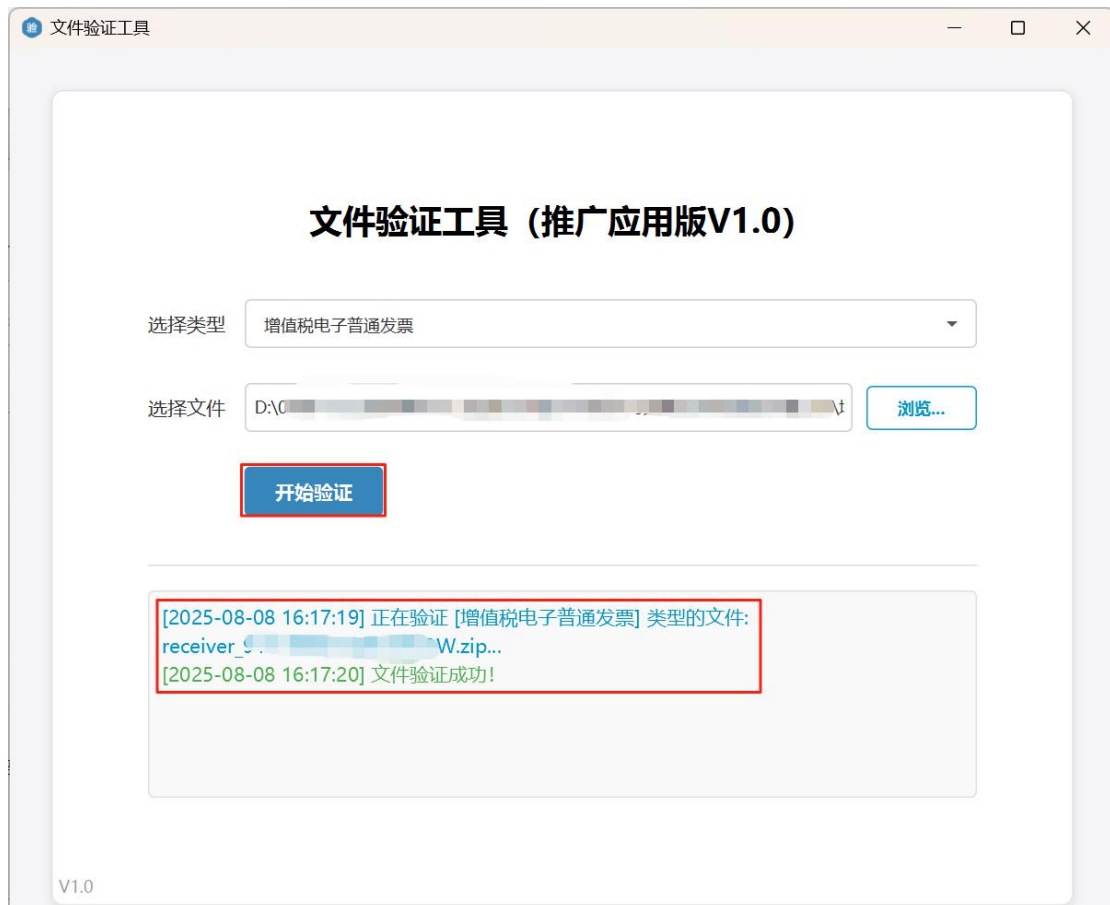 验 文件验证工具
文件验证工具（推广应用版V1.0）
选择类型 增值税电子普通发票
选择文件 D:\ 浏览...
开始验证
[2025-08-08 16:17:19] 正在验证 [增值税电子普通发票] 类型的文件:
receiver_ W.zip...
[2025-08-08 16:17:20] 文件验证成功!
V1.0